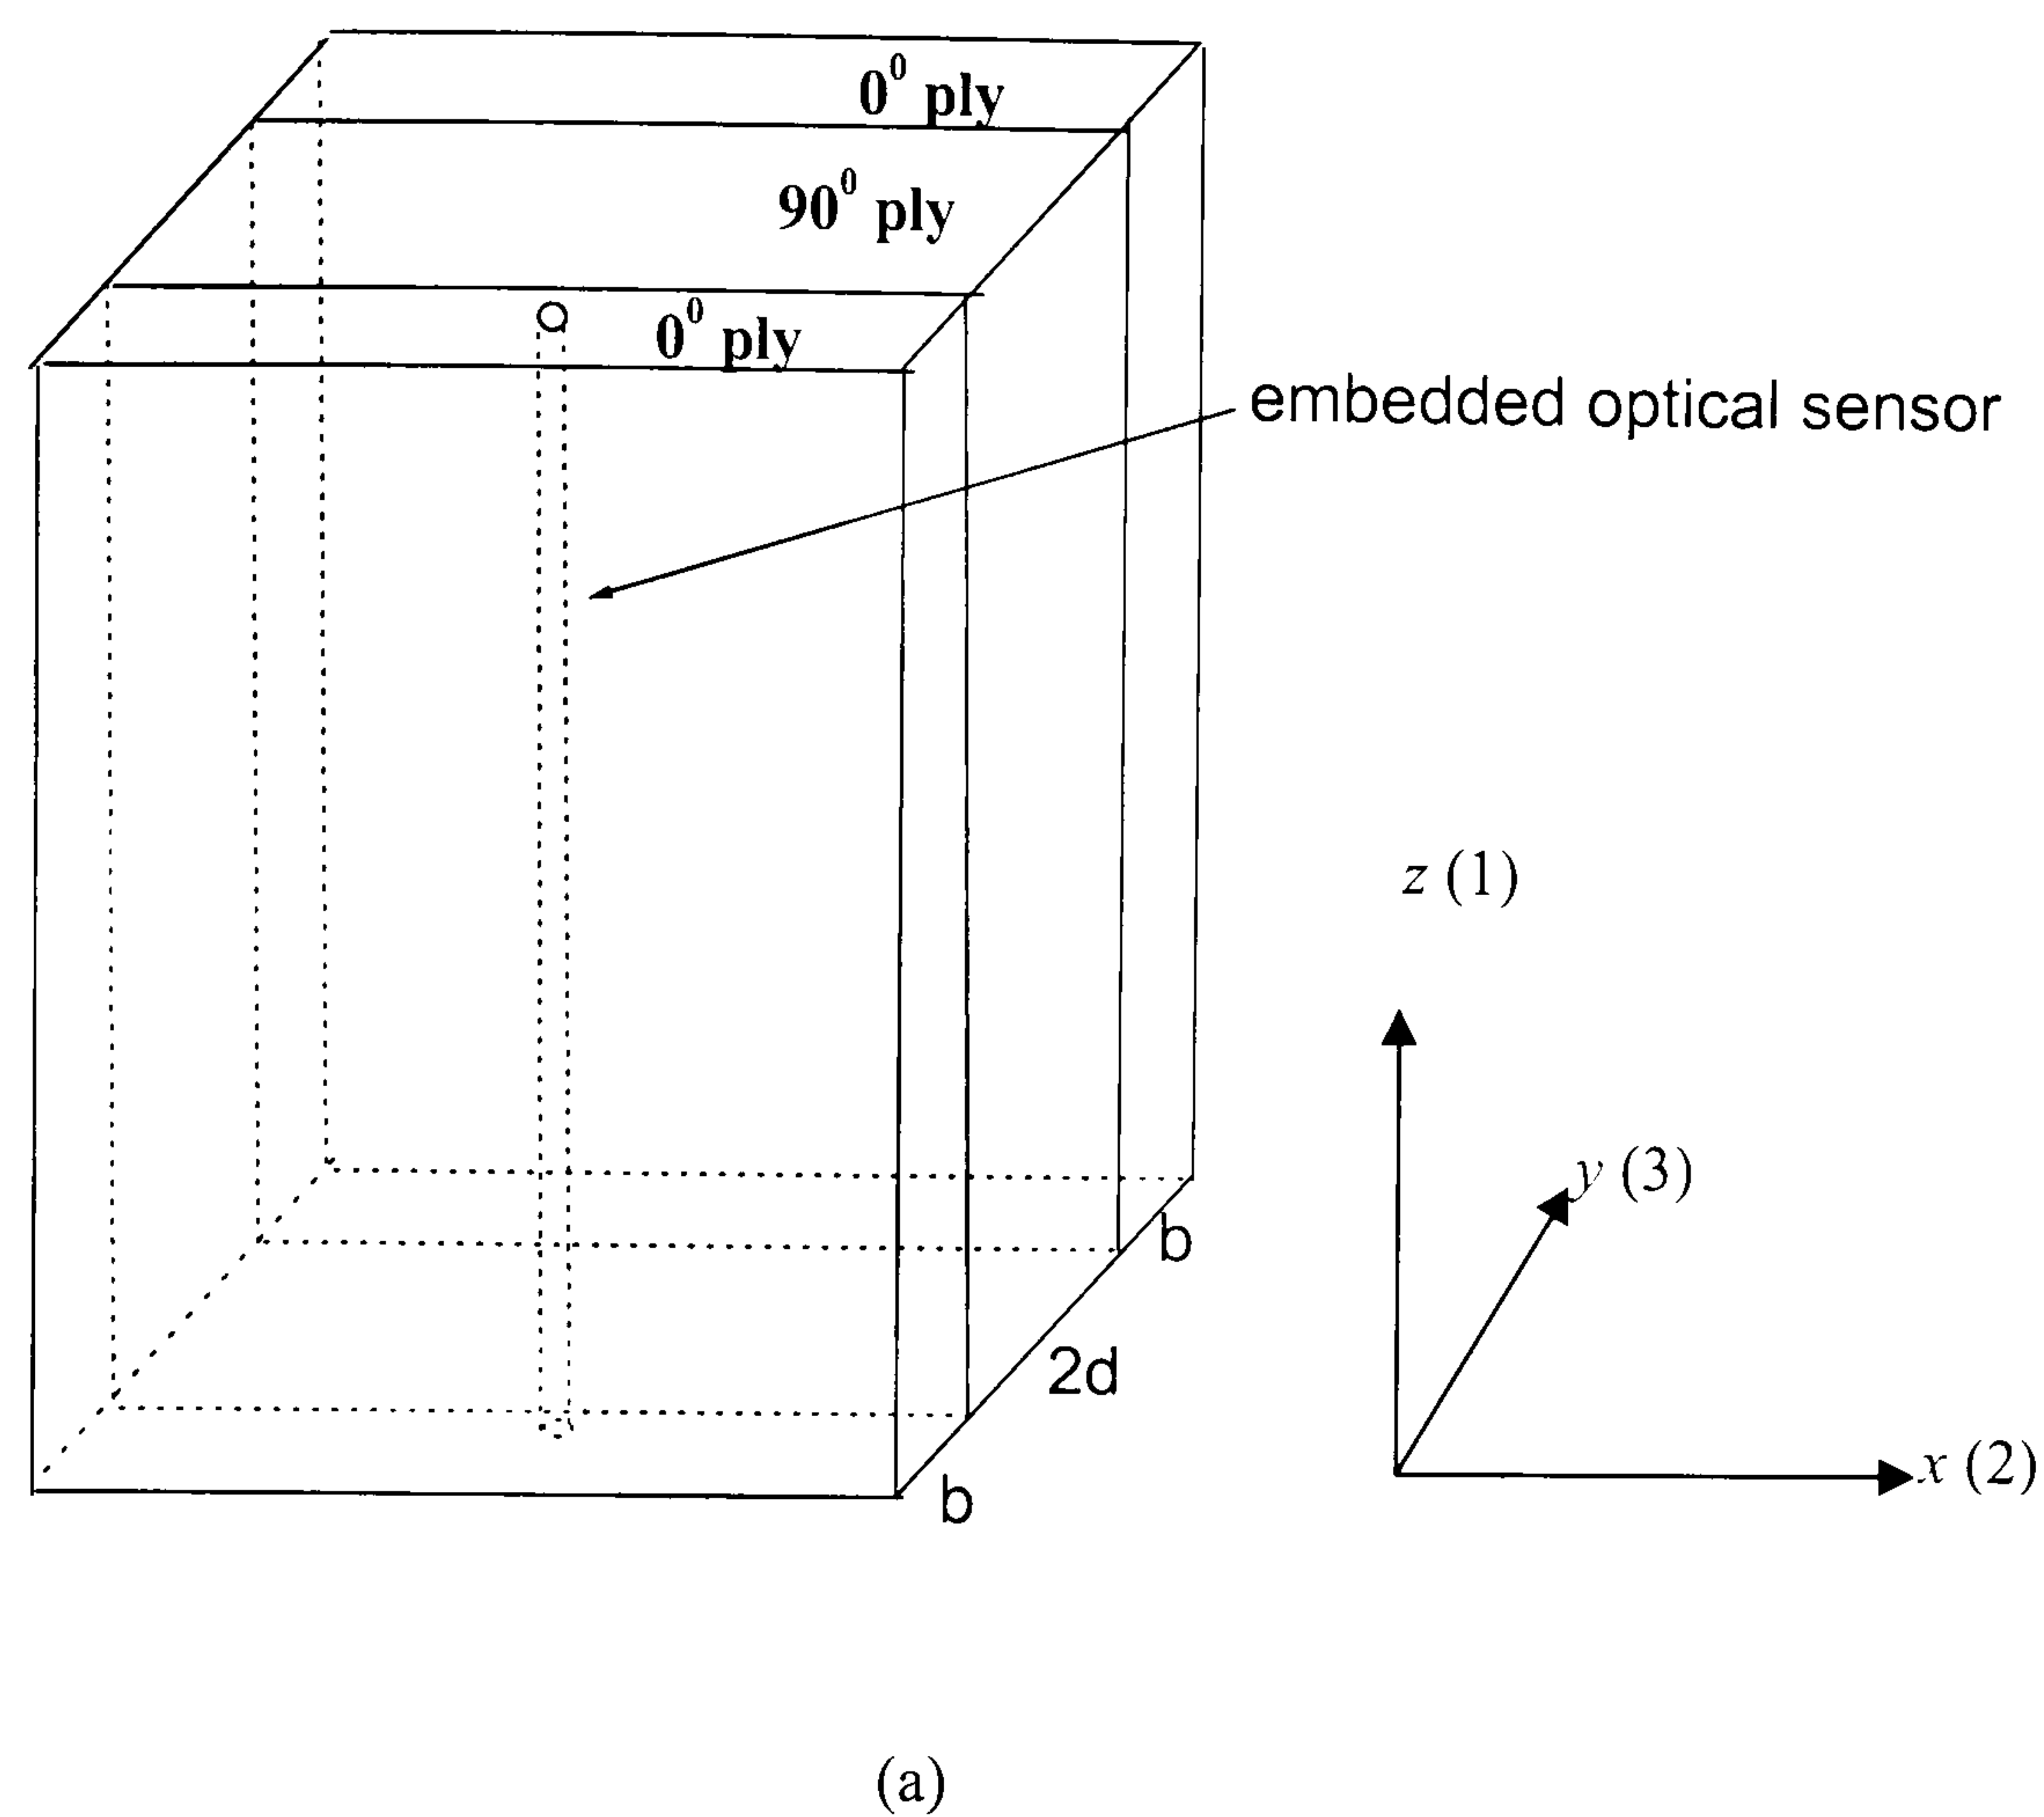 0⁰ ply
90⁰ ply
0⁰ ply
embedded optical sensor
z (1)
y (3)
b
2d
x (2)
b
(a)